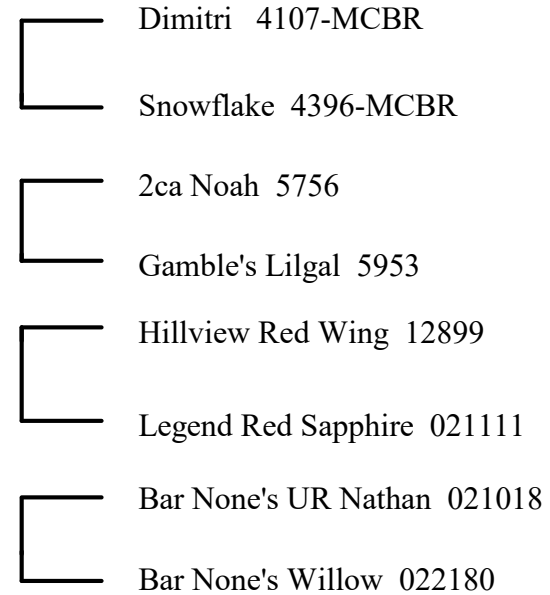 Dimitri 4107-MCBR
Snowflake 4396-MCBR
2ca Noah 5756
Gamble's Lilgal 5953
Hillview Red Wing 12899
Legend Red Sapphire 021111
Bar None's UR Nathan 021018
Bar None's Willow 022180